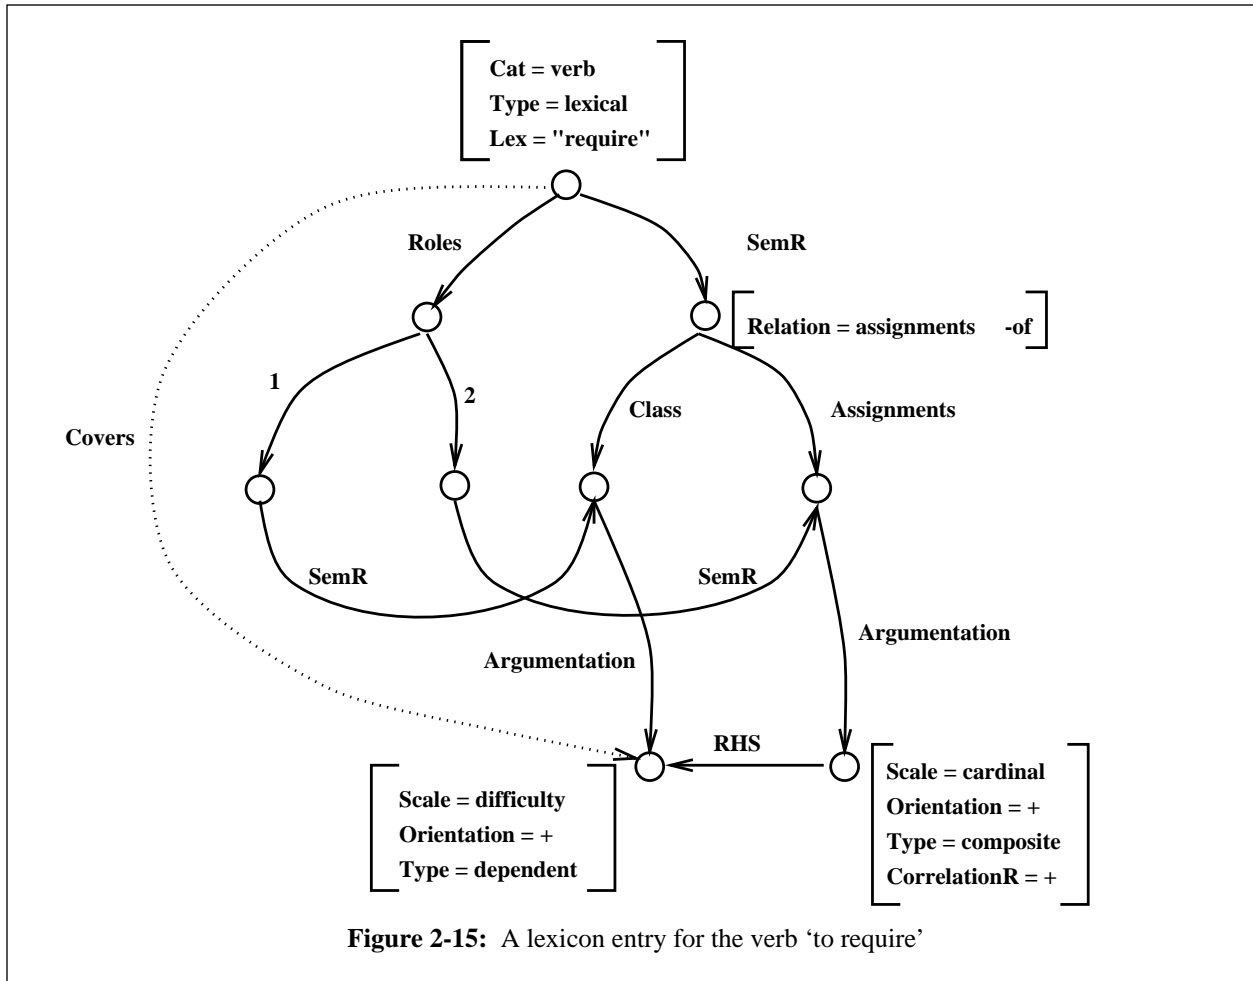 Cat = verb
Type = lexical
Lex = "require"
Roles
SemR
Relation = assignments -of
1
2
Class
Assignments
Covers
SemR
SemR
Argumentation
Argumentation
RHS
Scale = difficulty
Orientation = +
Type = dependent
Scale = cardinal
Orientation = +
Type = composite
CorrelationR = +
Figure 2-15: A lexicon entry for the verb ‘to require’